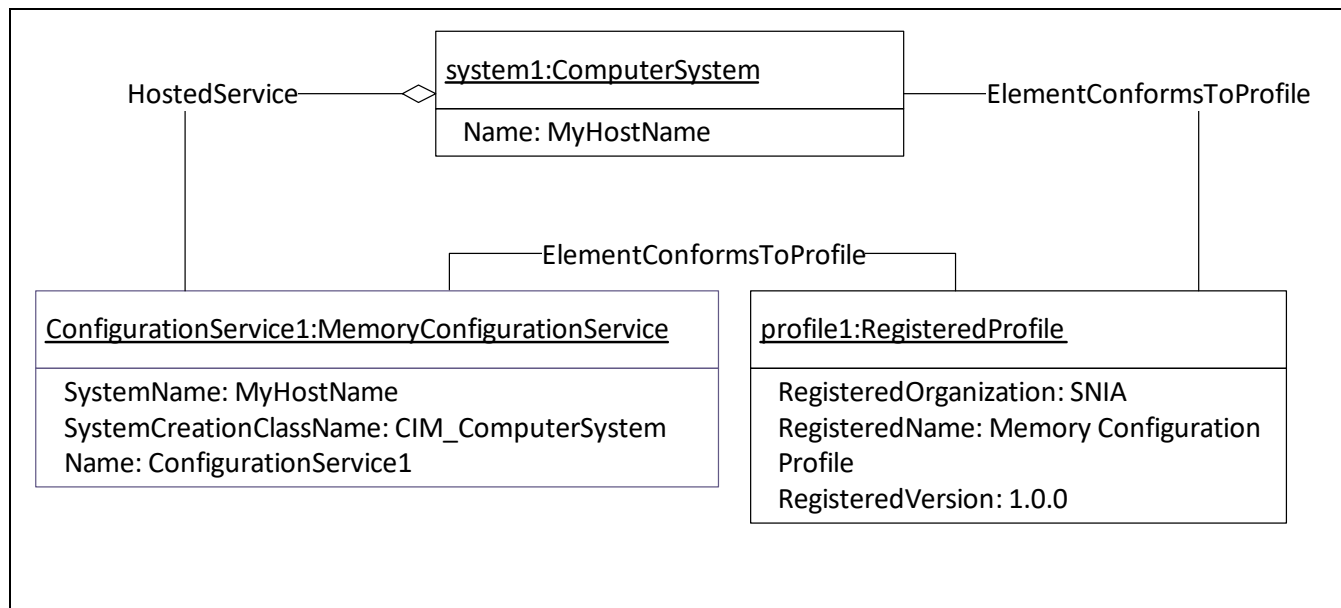 system1:ComputerSystem
HostedService
ElementConformsToProfile
Name: MyHostName
ElementConformsToProfile
ConfigurationService1:MemoryConfigurationService
SystemName: MyHostName
SystemCreationClassName: CIM_ComputerSystem
Name: ConfigurationService1
profile1:RegisteredProfile
RegisteredOrganization: SNIA
RegisteredName: Memory Configuration
Profile
RegisteredVersion: 1.0.0